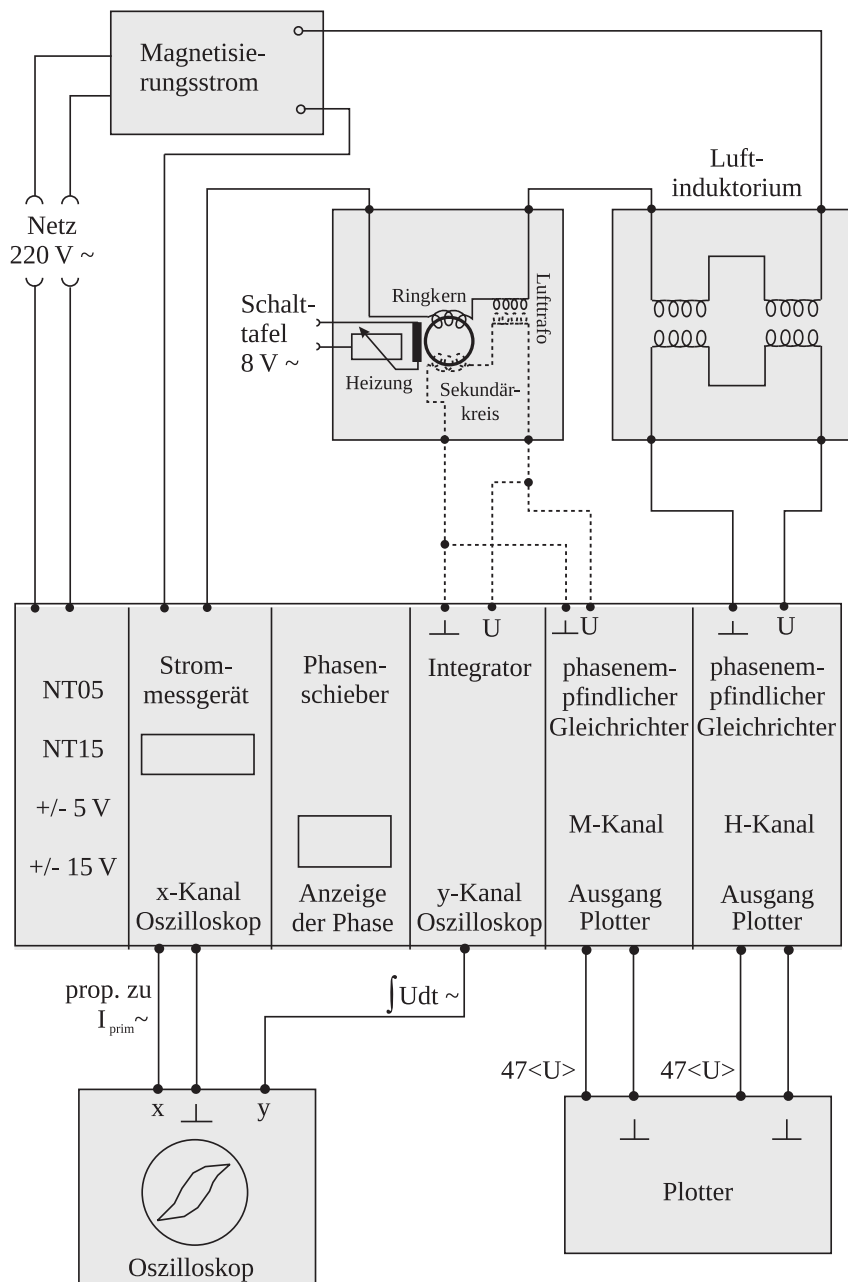 Magnetisie-
rungsstrom
Luft-
induktorium
Netz
220 V ~
Schalt-
tafel
8 V ~
Ringkern
Lufttrafo
Heizung
Sekundär-
kreis
NT05
NT15
+/- 5 V
+/- 15 V
Strom-
messgerät
x-Kanal
Oszilloskop
Phasen-
schieber
Anzeige
der Phase
U
Integrator
y-Kanal
Oszilloskop
U
phasenem-
pfindlicher
Gleichrichter
M-Kanal
Ausgang
Plotter
U
phasenem-
pfindlicher
Gleichrichter
H-Kanal
Ausgang
Plotter
prop. zu
I prim ~
∫Udt ~
47<U>
47<U>
x
y
Oszilloskop
Plotter